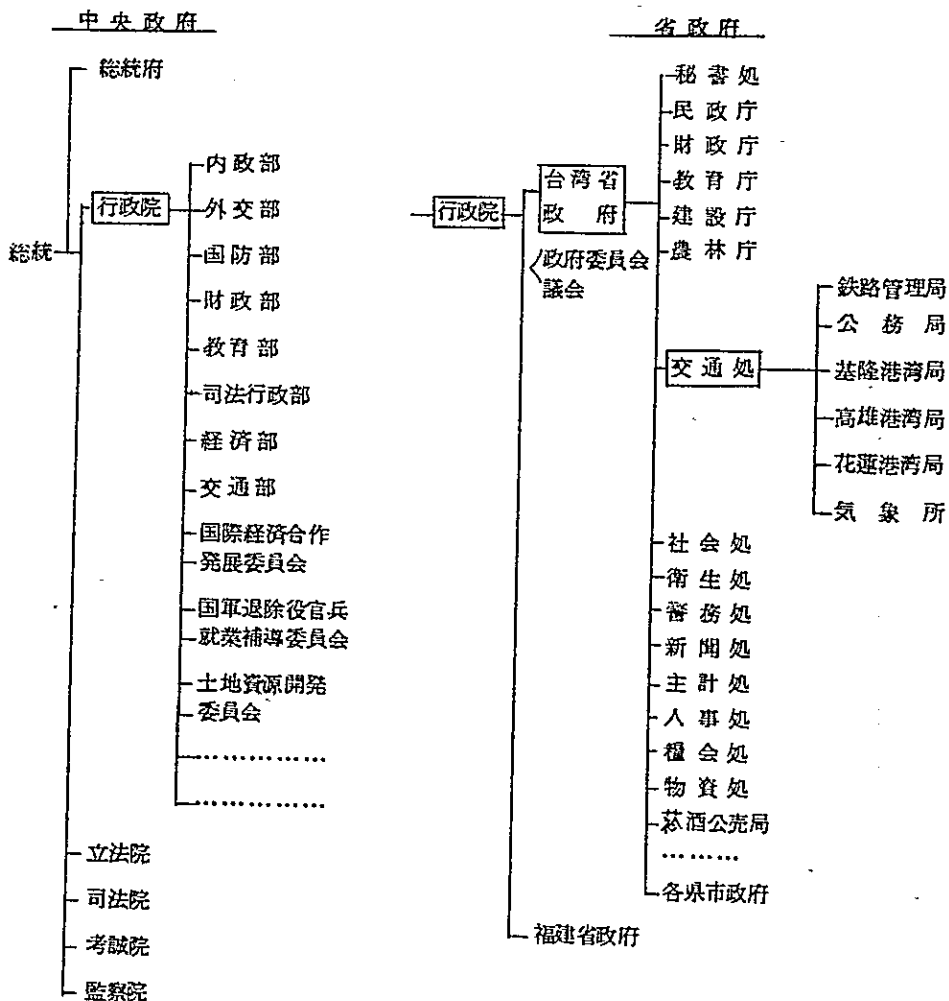 中央政府
総統
総統府
行政院
内政部
外交部
国防部
財政部
教育部
司法行政部
経済部
交通部
国際経済合作
発展委員会
国軍退除役官兵
就業補導委員会
土地資源開発
委員会
…………
…………
立法院
司法院
考誠院
監察院
省政府
行政院
台湾省
政府
政府委員会
議会
秘書処
民政庁
財政庁
教育庁
建設庁
農林庁
交通処
鉄路管理局
公務局
基隆港湾局
高雄港湾局
花蓮港湾局
気象所
社会処
衛生処
警務処
新聞処
主計処
人事処
糧会処
物資処
酒公売局
………
各県市政府
福建省政府